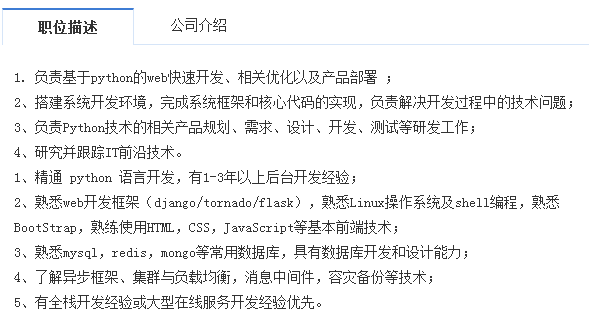 职位描述 公司介绍
1. 负责基于python的web快速开发、相关优化以及产品部署 ；
2、搭建系统开发环境，完成系统框架和核心代码的实现，负责解决开发过程中的技术问题；
3、负责Python技术的相关产品规划、需求、设计、开发、测试等研发工作；
4、研究并跟踪IT前沿技术。
1、精通 python 语言开发，有1-3年以上后台开发经验；
2、熟悉web开发框架（django/tornado/flask），熟悉Linux操作系统及shell编程，熟悉
BootStrap，熟练使用HTML，CSS，JavaScript等基本前端技术；
3、熟悉mysql，redis，mongo等常用数据库，具有数据库开发和设计能力；
4、了解异步框架、集群与负载均衡，消息中间件，容灾备份等技术；
5、有全栈开发经验或大型在线服务开发经验优先。